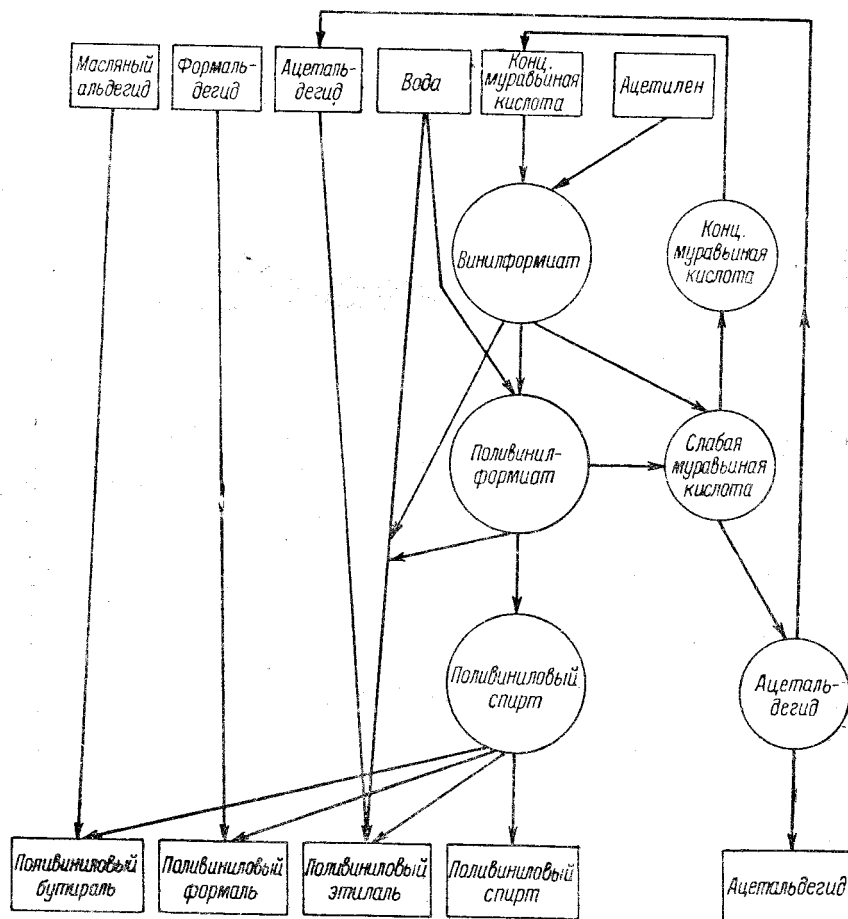 Масляный
альдегид
Формаль-
дегид
Ацеталь-
дегид
Вода
Конц.
муравьиная
кислота
Ацетилен
Винилформиат
Конц.
муравьиная
кислота
Поливинил-
формиат
Слабая
муравьиная
кислота
Поливиниловый
спирт
Ацеталь-
дегид
Поливиниловый
бутираль
Поливиниловый
формаль
Поливиниловый
этилаль
Поливиниловый
спирт
Ацетальдегид